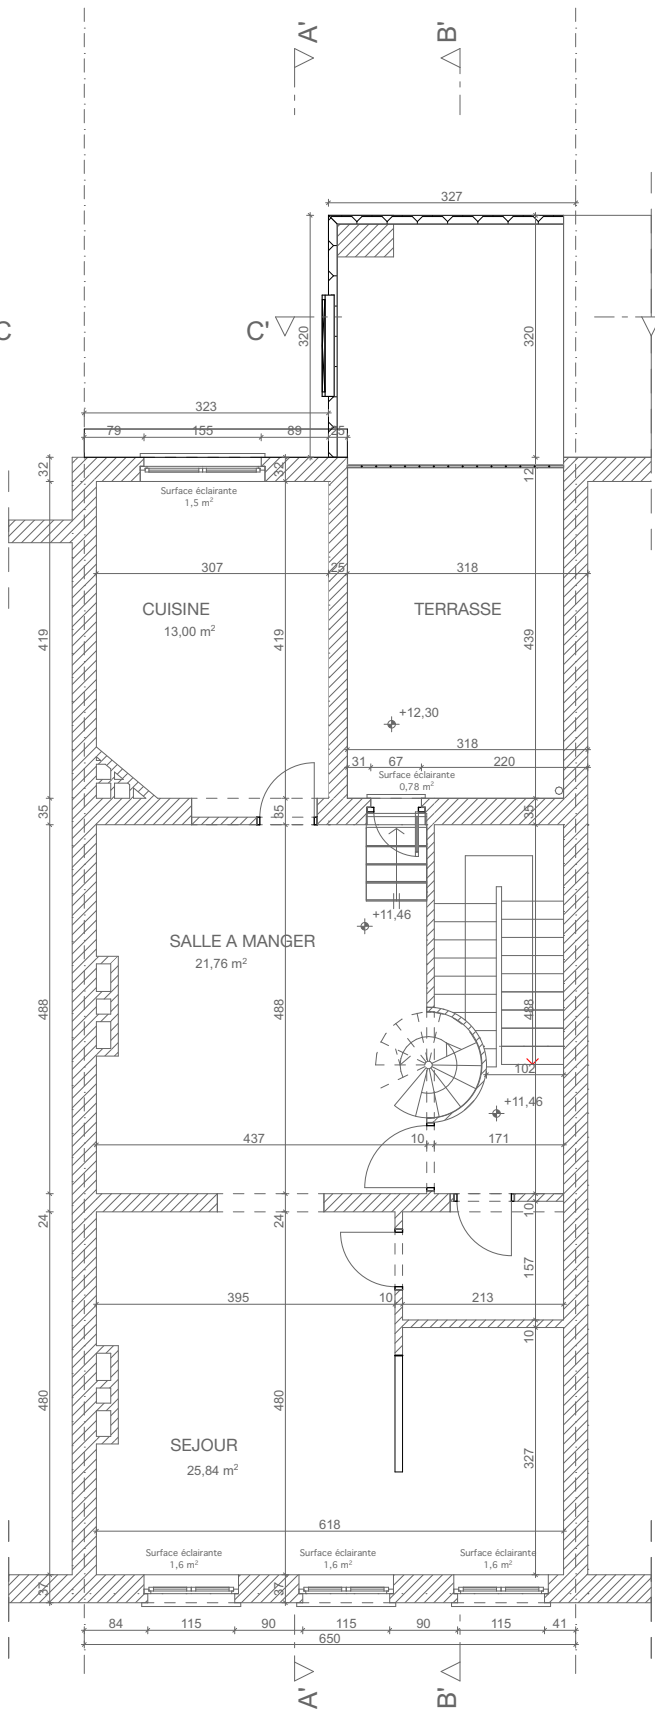 A'
B'
327
C
C'
320
320
323
79
155
89
25
32
32
12
Surface éclairante
1,5 m²
307
25
318
CUISINE
13,00 m²
TERRASSE
419
419
439
+12,30
318
31
67
220
Surface éclairante
0,78 m²
35
35
35
+11,46
SALLE A MANGER
21,76 m²
488
488
488
102
+11,46
437
10
171
24
24
10
157
395
10
213
10
480
480
SEJOUR
25,84 m²
327
618
Surface éclairante
1,6 m²
Surface éclairante
1,6 m²
Surface éclairante
1,6 m²
37
37
84
115
90
115
90
115
41
650
A'
B'